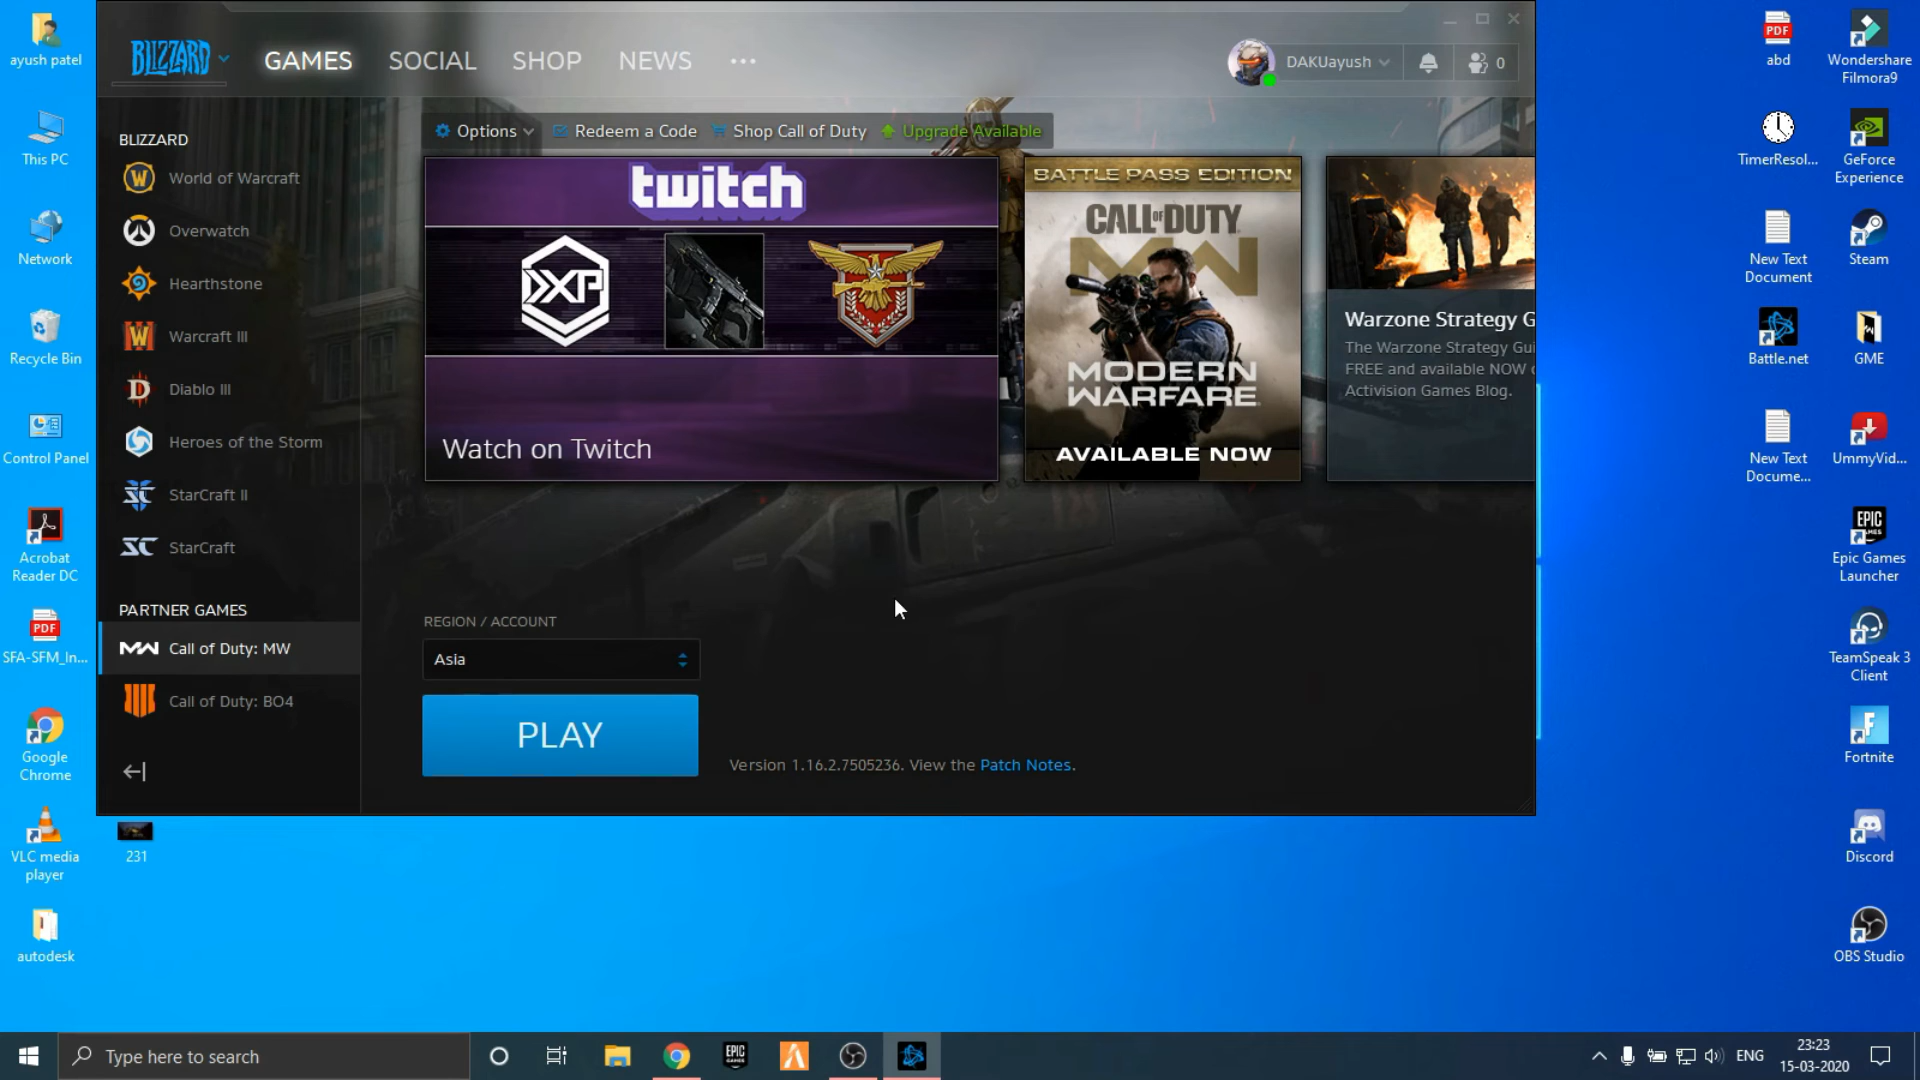 ayush patel
This PC
Network
Recycle Bin
Control Panel
Acrobat
Reader DC
PDF
SFA-SFM_In...
Google
Chrome
VLC media
player
autodesk
231
BLIZZARD
GAMES
SOCIAL
SHOP
NEWS
DAKUayush
0
BLIZZARD
World of Warcraft
Overwatch
Hearthstone
Warcraft III
Diablo III
Heroes of the Storm
StarCraft II
StarCraft
PARTNER GAMES
Call of Duty: MW
Call of Duty: BO4
Options
Redeem a Code
Shop Call of Duty
Upgrade Available
twitch
DXP
Watch on Twitch
BATTLE PASS EDITION
CALL OF DUTY
MW
MODERN
WARFARE
AVAILABLE NOW
Warzone Strategy G
The Warzone Strategy Gui
FREE and available NOW o
Activision Games Blog.
REGION / ACCOUNT
Asia
PLAY
Version 1.16.2.7505236. View the Patch Notes.
PDF
abd
TimerResol...
New Text
Document
Battle.net
New Text
Docume...
Wondershare
Filmora9
GeForce
Experience
Steam
GME
UmmyVid...
EPIC
GAMES
Epic Games
Launcher
TeamSpeak 3
Client
Fortnite
Discord
OBS Studio
Type here to search
EPIC
GAMES
ENG
23:23
15-03-2020